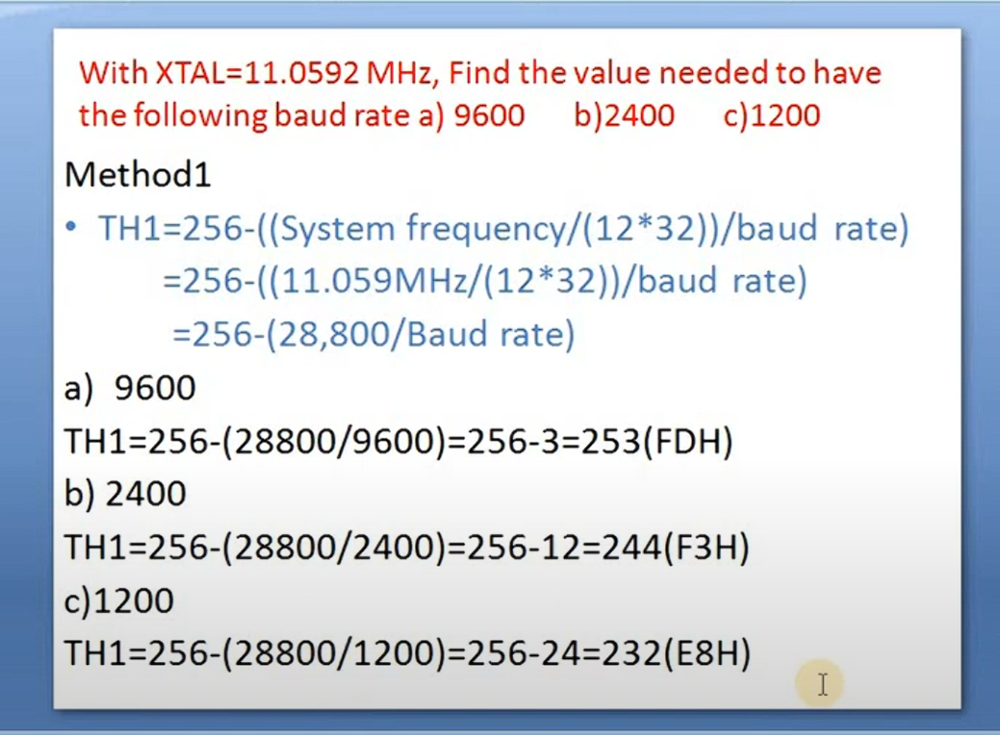 With XTAL=11.0592 MHz, Find the value needed to have
the following baud rate a) 9600 b)2400 c)1200
Method1
• TH1=256-((System frequency/(12*32))/baud rate)
=256-((11.059MHz/(12*32))/baud rate)
=256-(28,800/Baud rate)
a) 9600
TH1=256-(28800/9600)=256-3=253(FDH)
b) 2400
TH1=256-(28800/2400)=256-12=244(F3H)
c)1200
TH1=256-(28800/1200)=256-24=232(E8H)